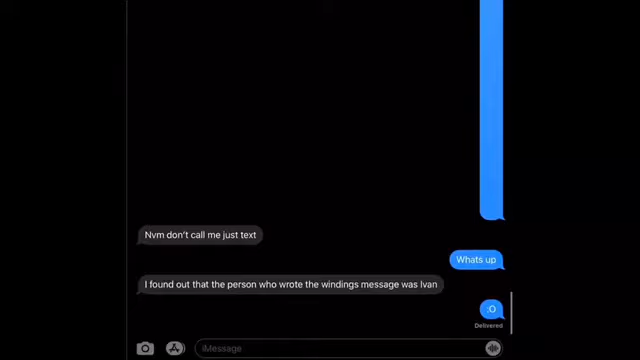 Nvm don't call me just text
Whats up
I found out that the person who wrote the windings message was Ivan
:O
Delivered
iMessage